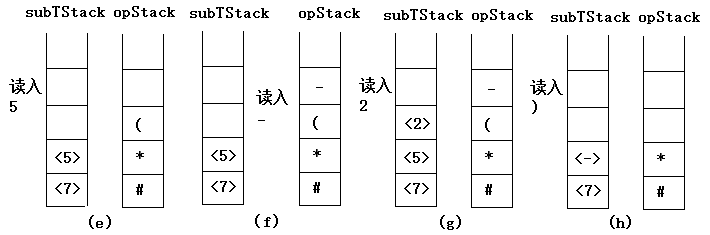 subTStack opStack subTStack opStack subTStack opStack subTStack opStack
读入 5 读入 - 读入 2 读入 )
- -
( ( <2> (
<5> * <5> * <5> * <-> *
<7> # <7> # <7> # <7> #
(e) (f) (g) (h)